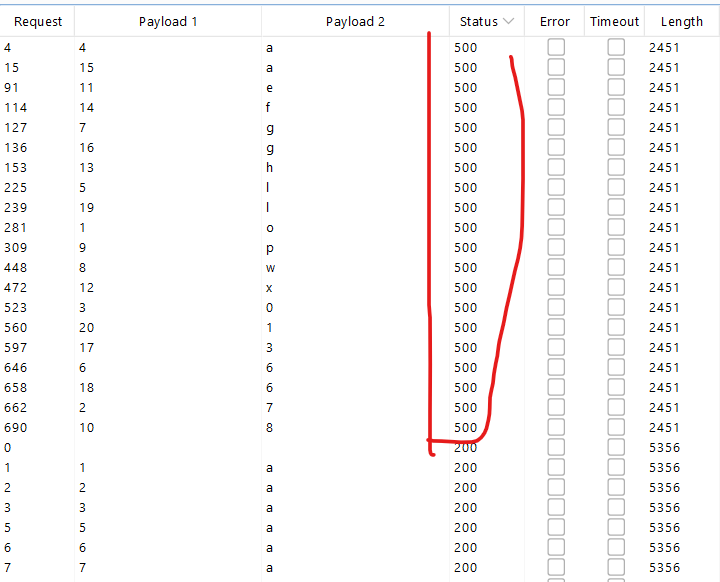 Request Payload 1 Payload 2 Status Error Timeout Length
4 4 a 500 2451
15 15 a 500 2451
91 11 e 500 2451
114 14 f 500 2451
127 7 g 500 2451
136 16 g 500 2451
153 13 h 500 2451
225 5 l 500 2451
239 19 l 500 2451
281 1 o 500 2451
309 9 p 500 2451
448 8 w 500 2451
472 12 x 500 2451
523 3 0 500 2451
560 20 1 500 2451
597 17 3 500 2451
646 6 6 500 2451
658 18 6 500 2451
662 2 7 500 2451
690 10 8 500 2451
0 200 5356
1 1 a 200 5356
2 2 a 200 5356
3 3 a 200 5356
5 5 a 200 5356
6 6 a 200 5356
7 7 a 200 5356